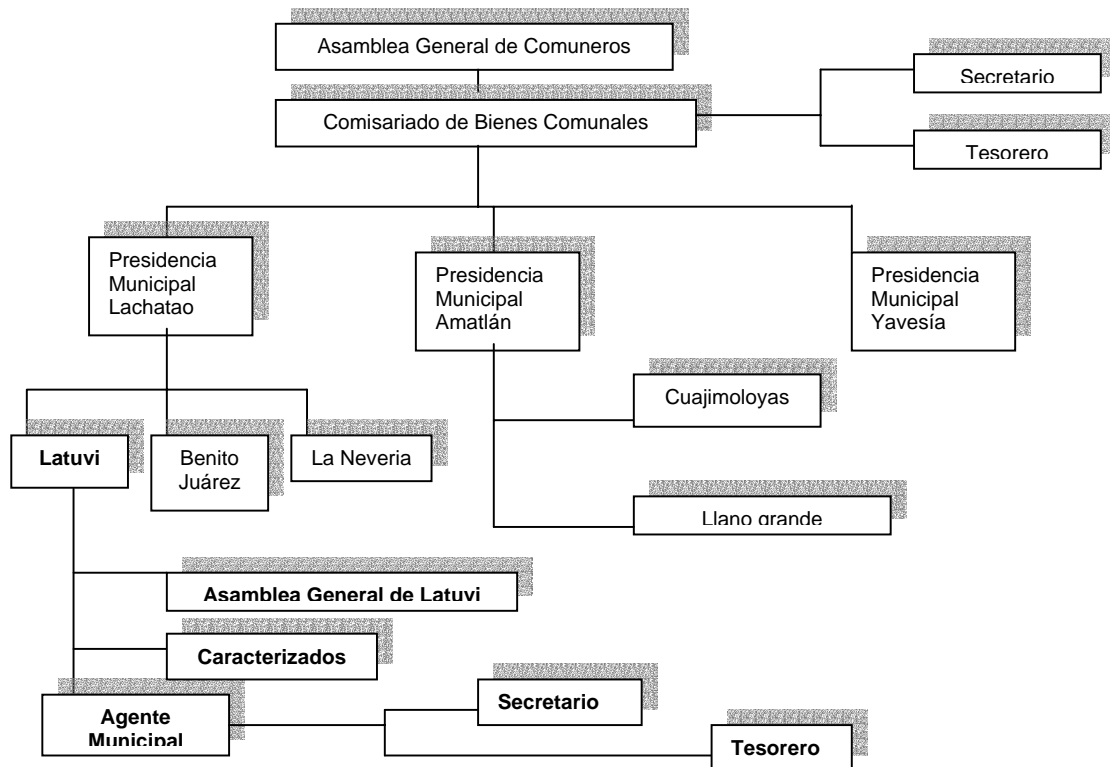 Asamblea General de Comuneros
Secretario
Comisariado de Bienes Comunales
Tesorero
Presidencia
Municipal
Lachatao
Presidencia
Municipal
Amatlán
Presidencia
Municipal
Yavesía
Cuajimoloyas
Latuvi
Benito
Juárez
La Neveria
Llano grande
Asamblea General de Latuvi
Caracterizados
Agente
Municipal
Secretario
Tesorero